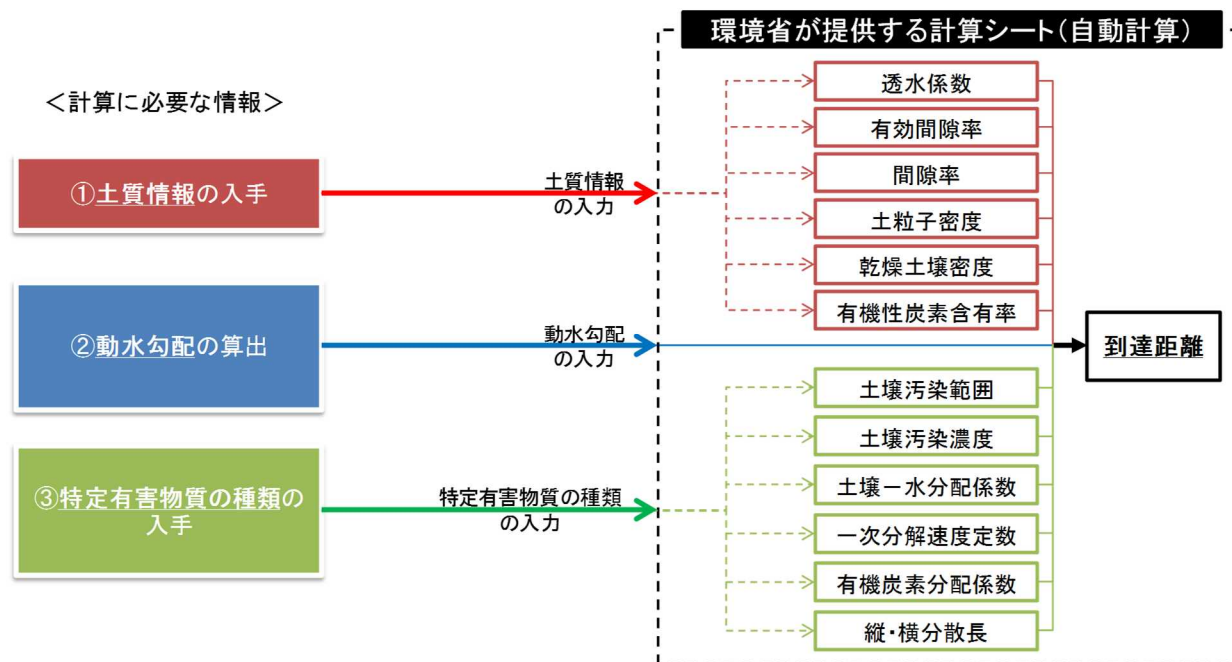 環境省が提供する計算シート（自動計算）
＜計算に必要な情報＞
①土質情報の入手
土質情報
の入力
透水係数
有効間隙率
間隙率
土粒子密度
乾燥土壌密度
有機性炭素含有率
②動水勾配の算出
動水勾配
の入力
到達距離
③特定有害物質の種類の
入手
特定有害物質の種類
の入力
土壌汚染範囲
土壌汚染濃度
土壌－水分配係数
一次分解速度定数
有機炭素分配係数
縦・横分散長